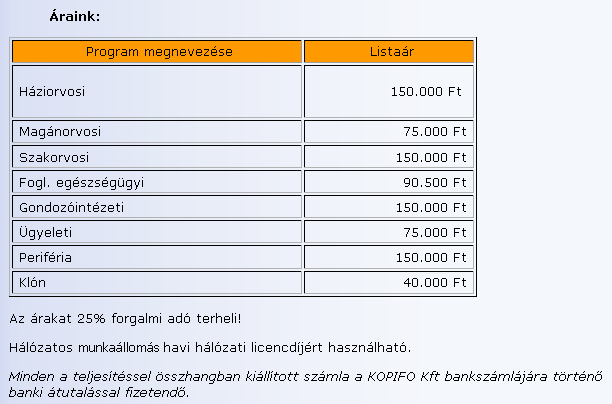 Áraink:
Program megnevezése Listaár
Háziorvosi 150.000 Ft
Magánorvosi 75.000 Ft
Szakorvosi 150.000 Ft
Fogl. egészségügyi 90.500 Ft
Gondozóintézeti 150.000 Ft
Ügyeleti 75.000 Ft
Periféria 150.000 Ft
Klón 40.000 Ft
Az árakat 25% forgalmi adó terheli!
Hálózatos munkaállomás havi hálózati licencdíjért használható.
Minden a teljesítéssel összhangban kiállított számla a KOPIFO Kft bankszámlájára történő
banki átutalással fizetendő.